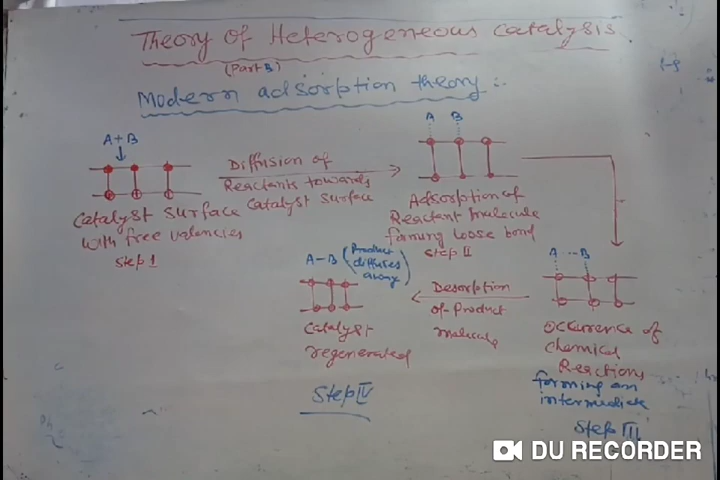 Theory of Heterogeneous catalysis.
(Part B)
Modern adsorption theory :-
A+B
Catalyst surface
with free valencies
Step I
Diffusion of
Reactants towards
catalyst surface
A B
Adsorption of
Reactant molecule
forming loose bond
Step II
A --- B
Occurrence of
chemical
Reactions
forming an
intermediate
Step III
Desorption
of Product
molecule
A-B (Product
diffuses
away)
Catalyst
regenerated
Step IV
DU RECORDER